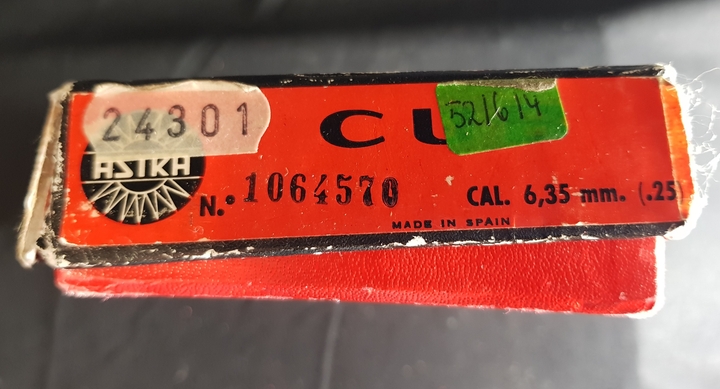 24301
CU
521614
ASTRA
N.º 1064570
CAL. 6,35 mm. (.25)
MADE IN SPAIN